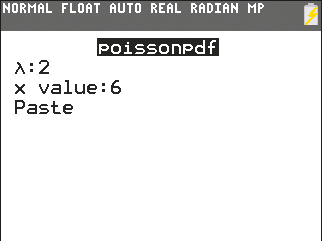 NORMAL FLOAT AUTO REAL RADIAN MP
poissonpdf
λ:2
x value:6
Paste